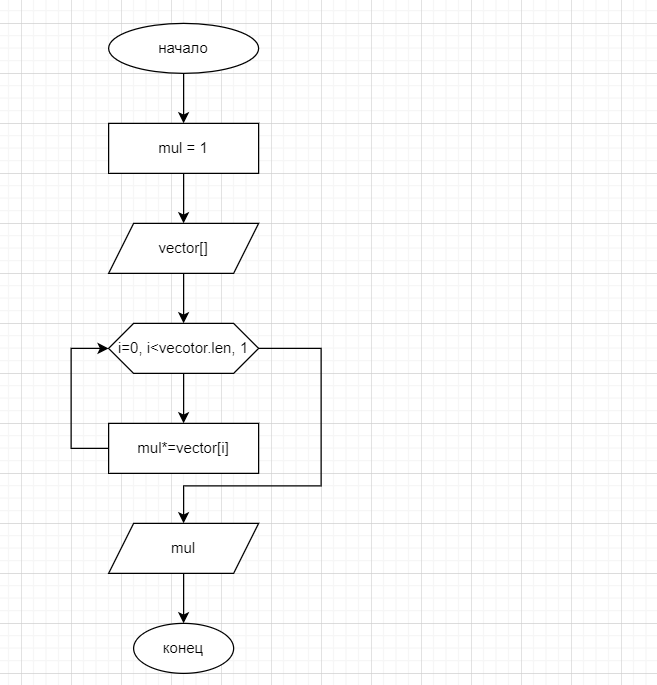 начало
mul = 1
vector[]
i=0, i<vecotor.len, 1
mul*=vector[i]
mul
конец